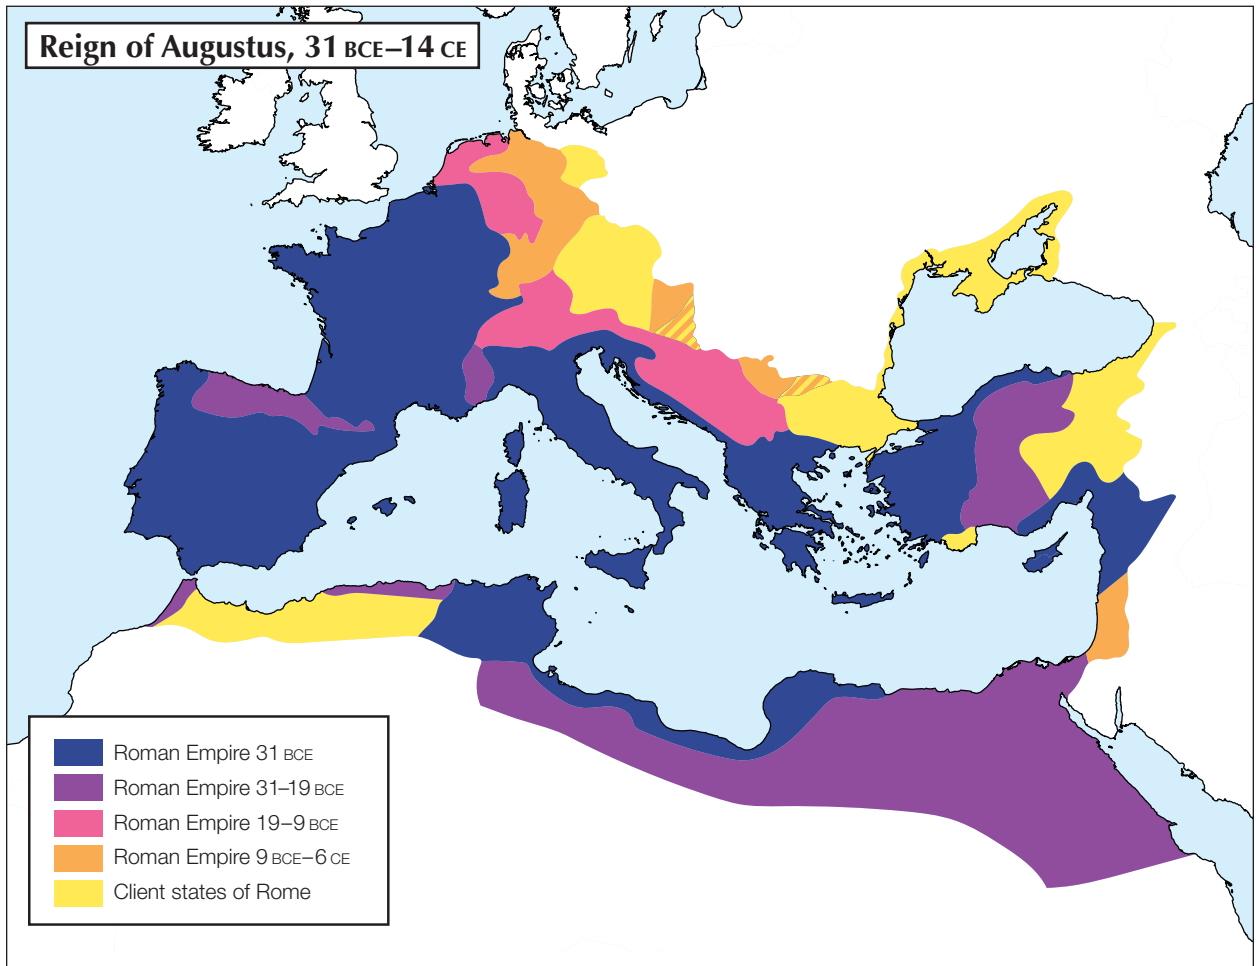 Reign of Augustus, 31 BCE–14 CE
Roman Empire 31 BCE
Roman Empire 31–19 BCE
Roman Empire 19–9 BCE
Roman Empire 9 BCE–6 CE
Client states of Rome